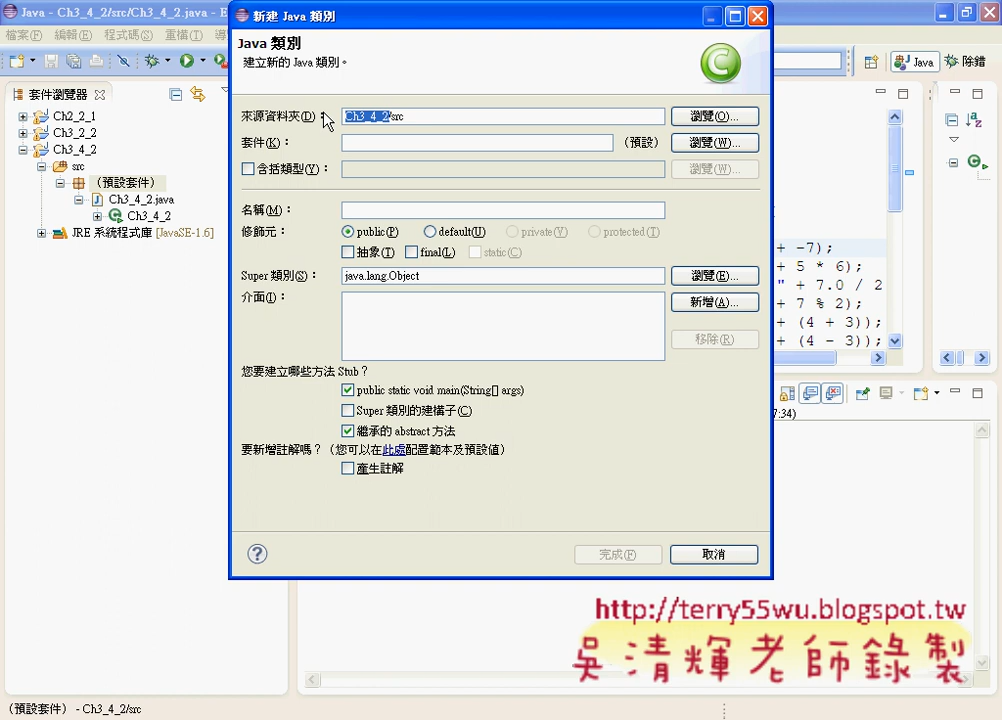 Java - Ch3_4_2/src/Ch3_4_2.java - E
新建 Java 類別
檔案(F) 編輯(E) 程式碼(S) 重構(T) 導
Java 類別
建立新的 Java 類別。
Java
除錯
套件瀏覽器
來源資料夾(D)：
Ch3_4_2/src
瀏覽(O)...
套件(K)：
(預設)
瀏覽(W)...
含括類型(Y)：
瀏覽(W)...
名稱(M)：
修飾元：
public(P)
default(U)
private(V)
protected(T)
抽象(T)
final(L)
static(C)
Super 類別(S)：
java.lang.Object
瀏覽(E)...
介面(I)：
新增(A)...
移除(R)
您要建立哪些方法 Stub？
public static void main(String[] args)
Super 類別的建構子(C)
繼承的 abstract 方法
要新增註解嗎？（您可以在此處配置範本及預設值）
產生註解
完成(F)
取消
Ch2_2_1
Ch3_2_2
Ch3_4_2
src
(預設套件)
Ch3_4_2.java
Ch3_4_2
JRE 系統程式庫 [JavaSE-1.6]
+ -7);
+ 5 * 6);
" + 7.0 / 2
+ 7 % 2);
+ (4 + 3));
+ (4 - 3));
7:34)
http://terry55wu.blogspot.tw
吳清輝老師錄製
(預設套件) - Ch3_4_2/src